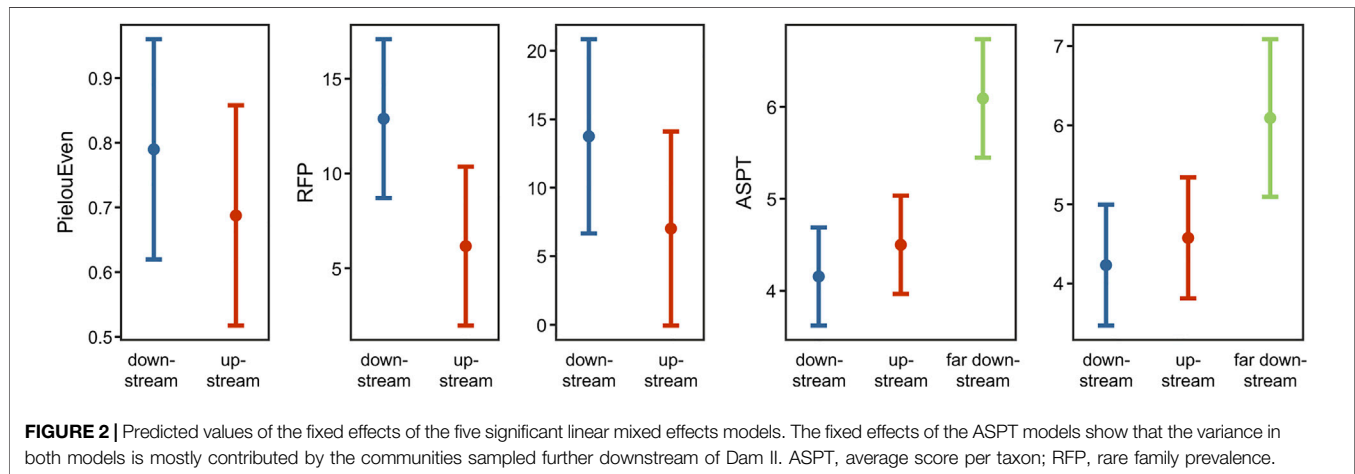 PielouEven
0.9
0.8
0.7
0.6
0.5
down-
stream
up-
stream
RFP
15
10
5
down-
stream
up-
stream
20
15
10
5
0
down-
stream
up-
stream
ASPT
6
5
4
down-
stream
up-
stream
far down-
stream
7
6
5
4
down-
stream
up-
stream
far down-
stream
FIGURE 2 | Predicted values of the fixed effects of the five significant linear mixed effects models. The fixed effects of the ASPT models show that the variance in
both models is mostly contributed by the communities sampled further downstream of Dam II. ASPT, average score per taxon; RFP, rare family prevalence.